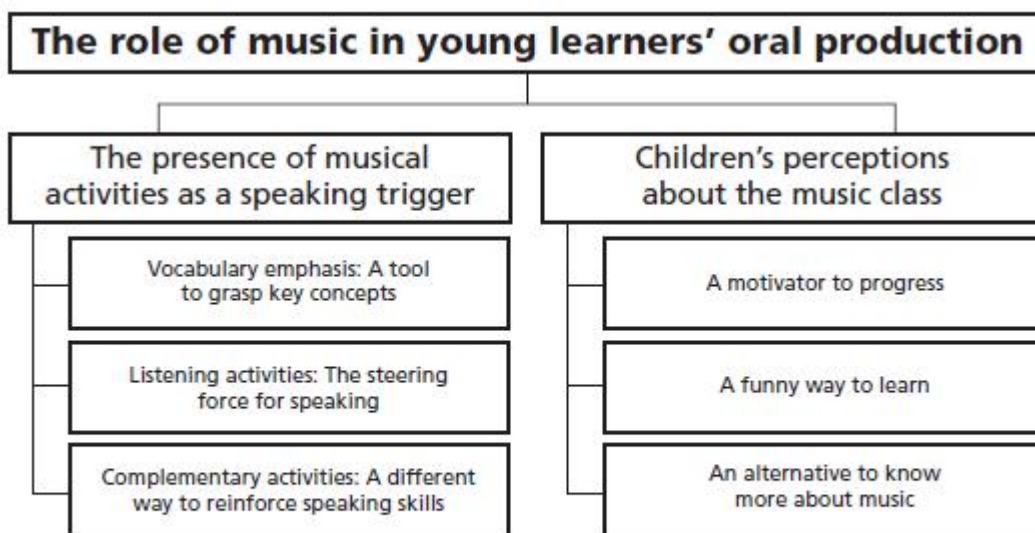 The role of music in young learners’ oral production
The presence of musical
activities as a speaking trigger
Vocabulary emphasis: A tool
to grasp key concepts
Listening activities: The steering
force for speaking
Complementary activities: A different
way to reinforce speaking skills
Children’s perceptions
about the music class
A motivator to progress
A funny way to learn
An alternative to know
more about music